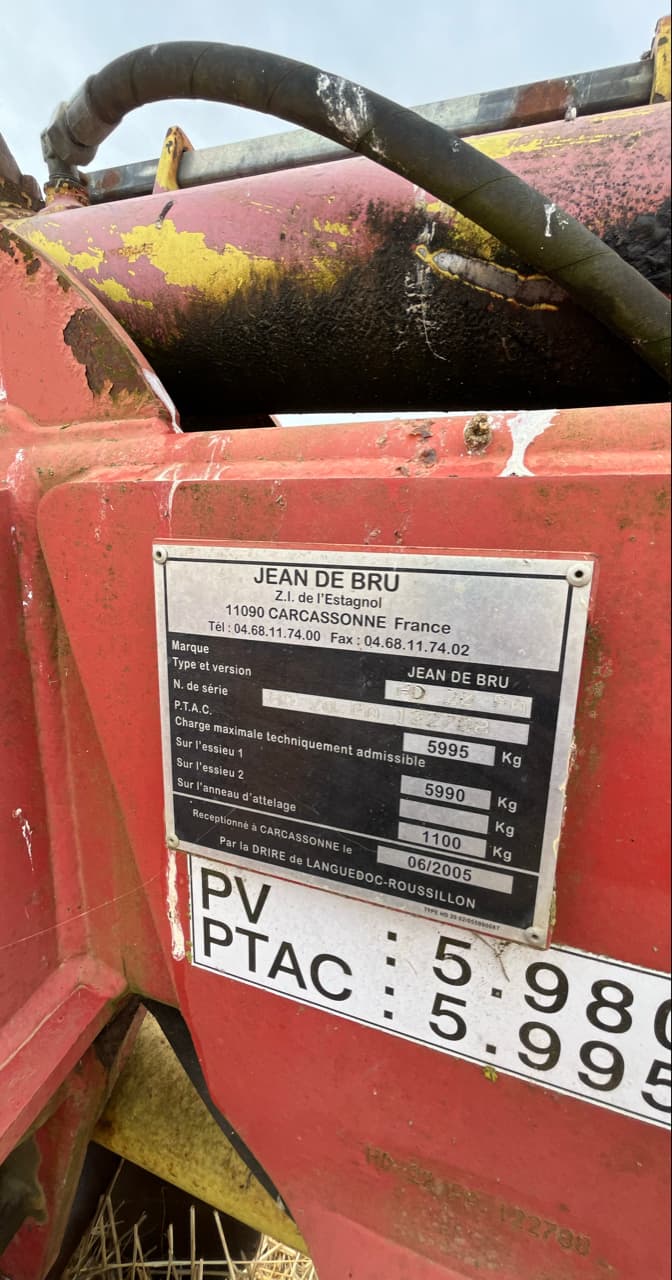 JEAN DE BRU
Z.I. de l'Estagnol
11090 CARCASSONNE France
Tél : 04.68.11.74.00 Fax : 04.68.11.74.02
Marque JEAN DE BRU
Type et version
N. de série
P.T.A.C. 5995 Kg
Charge maximale techniquement admissible
Sur l'essieu 1 5990 Kg
Sur l'essieu 2 Kg
Sur l'anneau d'attelage 1100 Kg
Receptionné à CARCASSONNE le 06/2005
Par la DRIRE de LANGUEDOC-ROUSSILLON
PV : 5.980
PTAC : 5.995